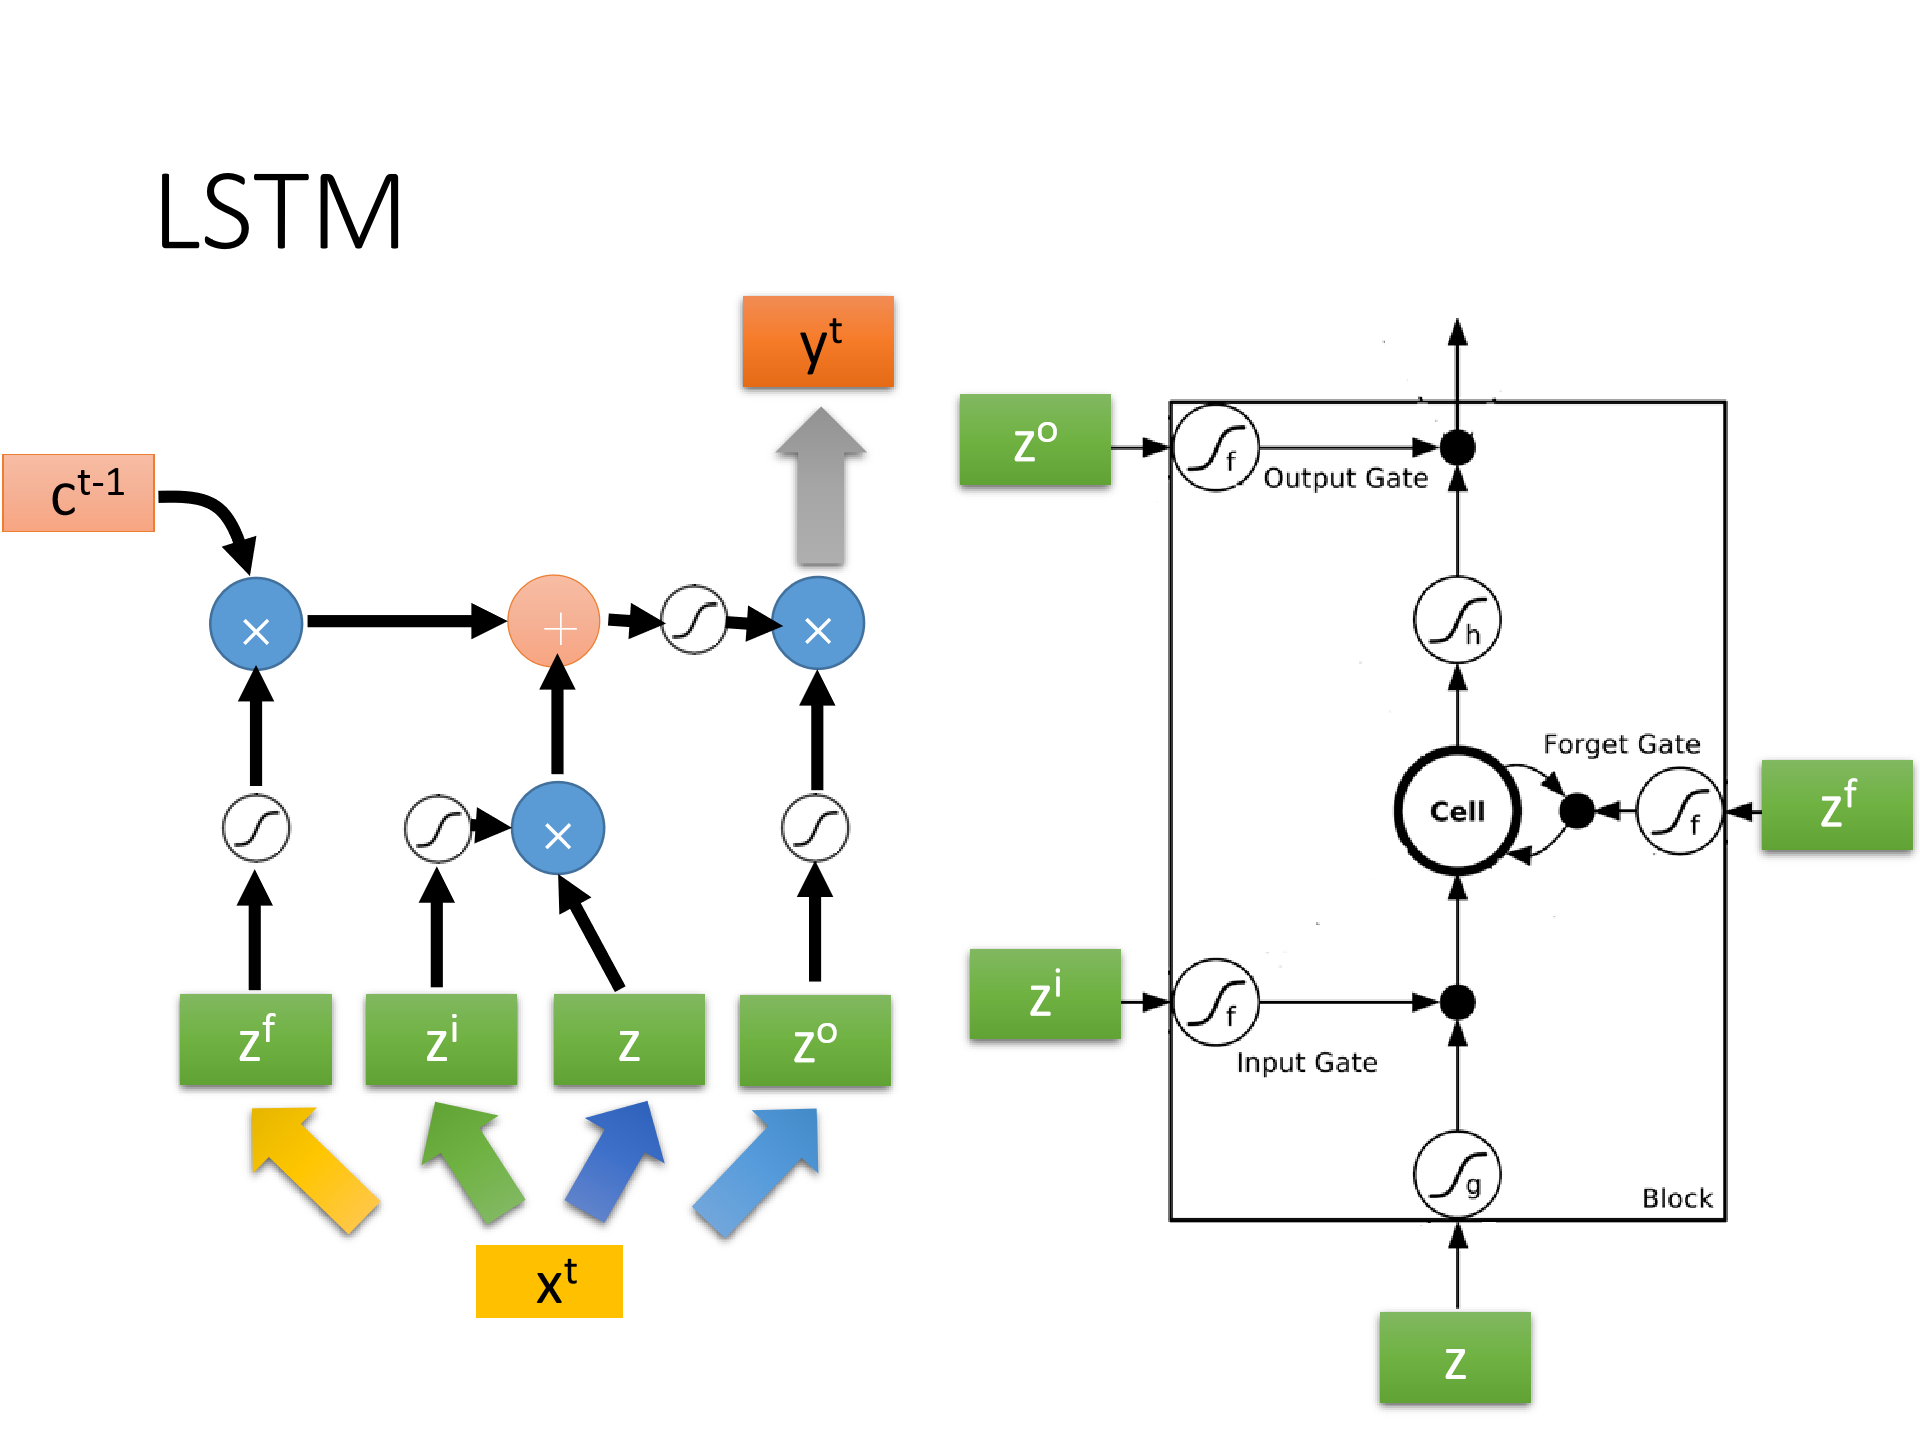 LSTM
yt
ct-1
×
+
×
×
zf
zi
z
zo
xt
zo
f
Output Gate
h
Forget Gate
Cell
f
zf
zi
f
Input Gate
g
Block
z